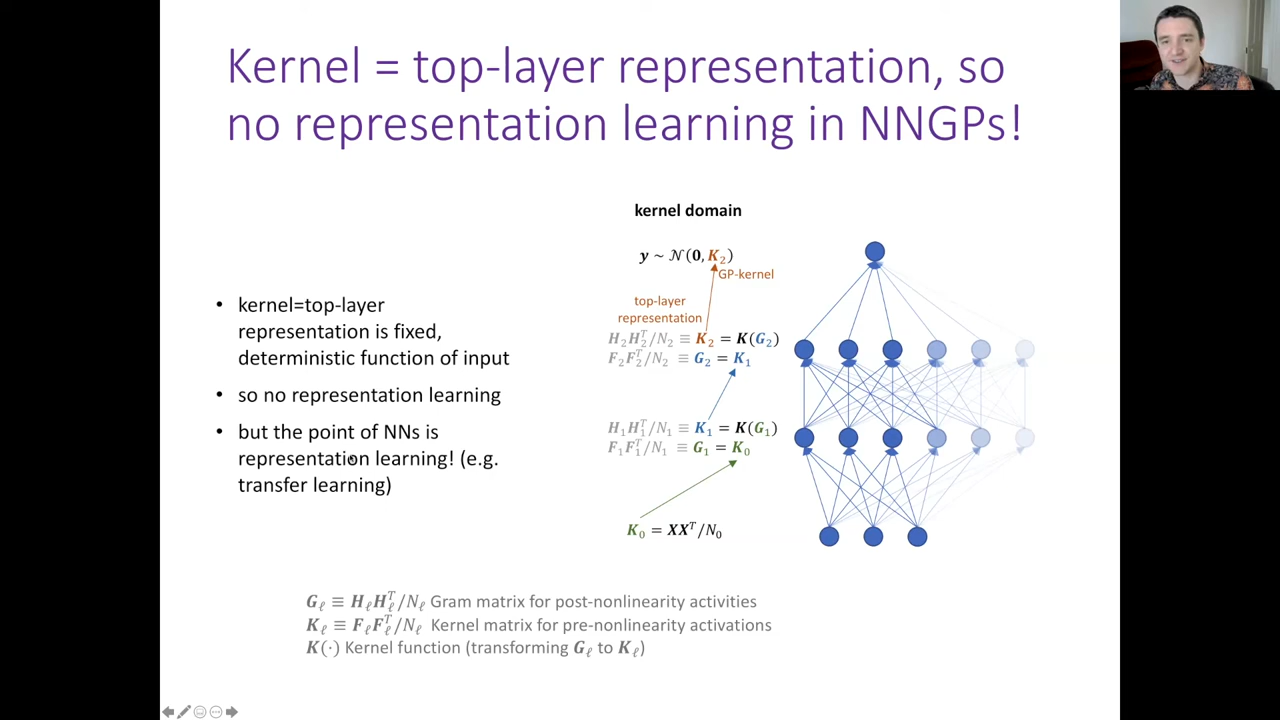 Kernel = top-layer representation, so
no representation learning in NNGPs!
• kernel=top-layer
representation is fixed,
deterministic function of input
• so no representation learning
• but the point of NNs is
representation learning! (e.g.
transfer learning)
kernel domain
y ~ 𝒩(0, K₂)
GP-kernel
top-layer
representation
H₂H₂ᵀ/N₂ ≡ K₂ = K(G₂)
F₂F₂ᵀ/N₂ ≡ G₂ = K₁
H₁H₁ᵀ/N₁ ≡ K₁ = K(G₁)
F₁F₁ᵀ/N₁ ≡ G₁ = K₀
K₀ = XXᵀ/N₀
G_ℓ ≡ H_ℓH_ℓᵀ/N_ℓ Gram matrix for post-nonlinearity activities
K_ℓ ≡ F_ℓF_ℓᵀ/N_ℓ Kernel matrix for pre-nonlinearity activations
K(·) Kernel function (transforming G_ℓ to K_ℓ)